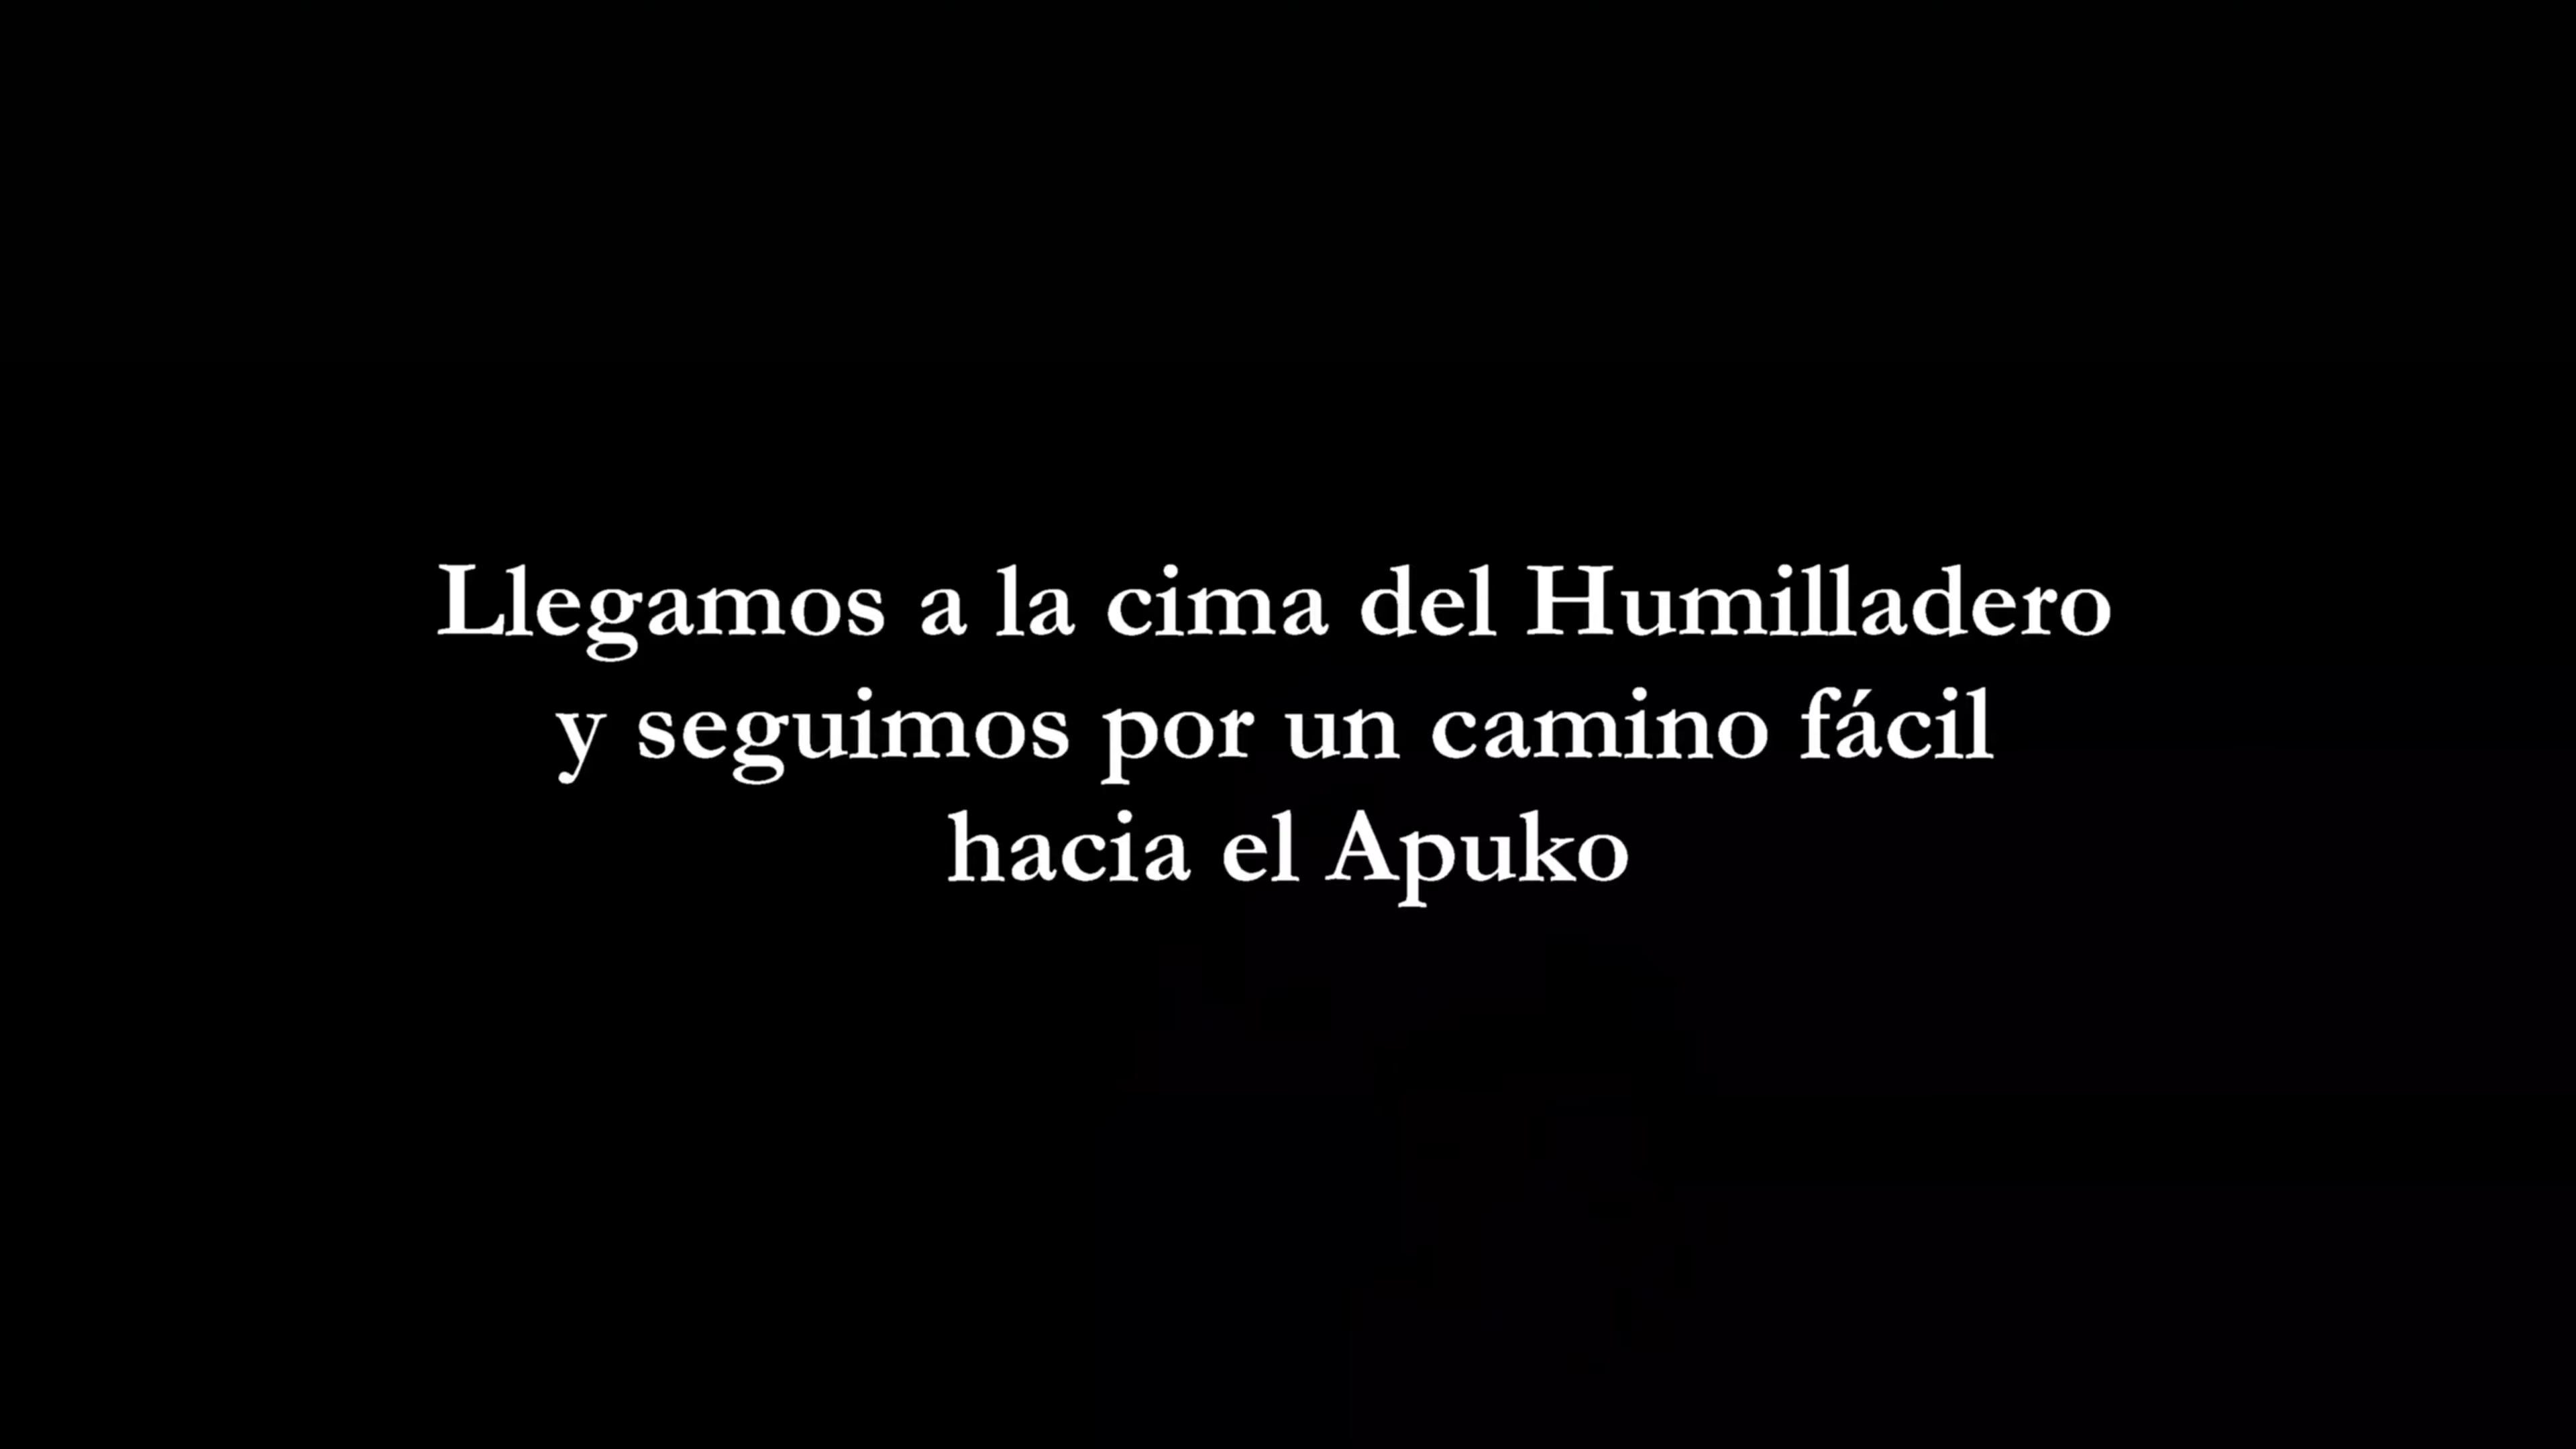 Llegamos a la cima del Humilladero
y seguimos por un camino fácil
hacia el Apuko